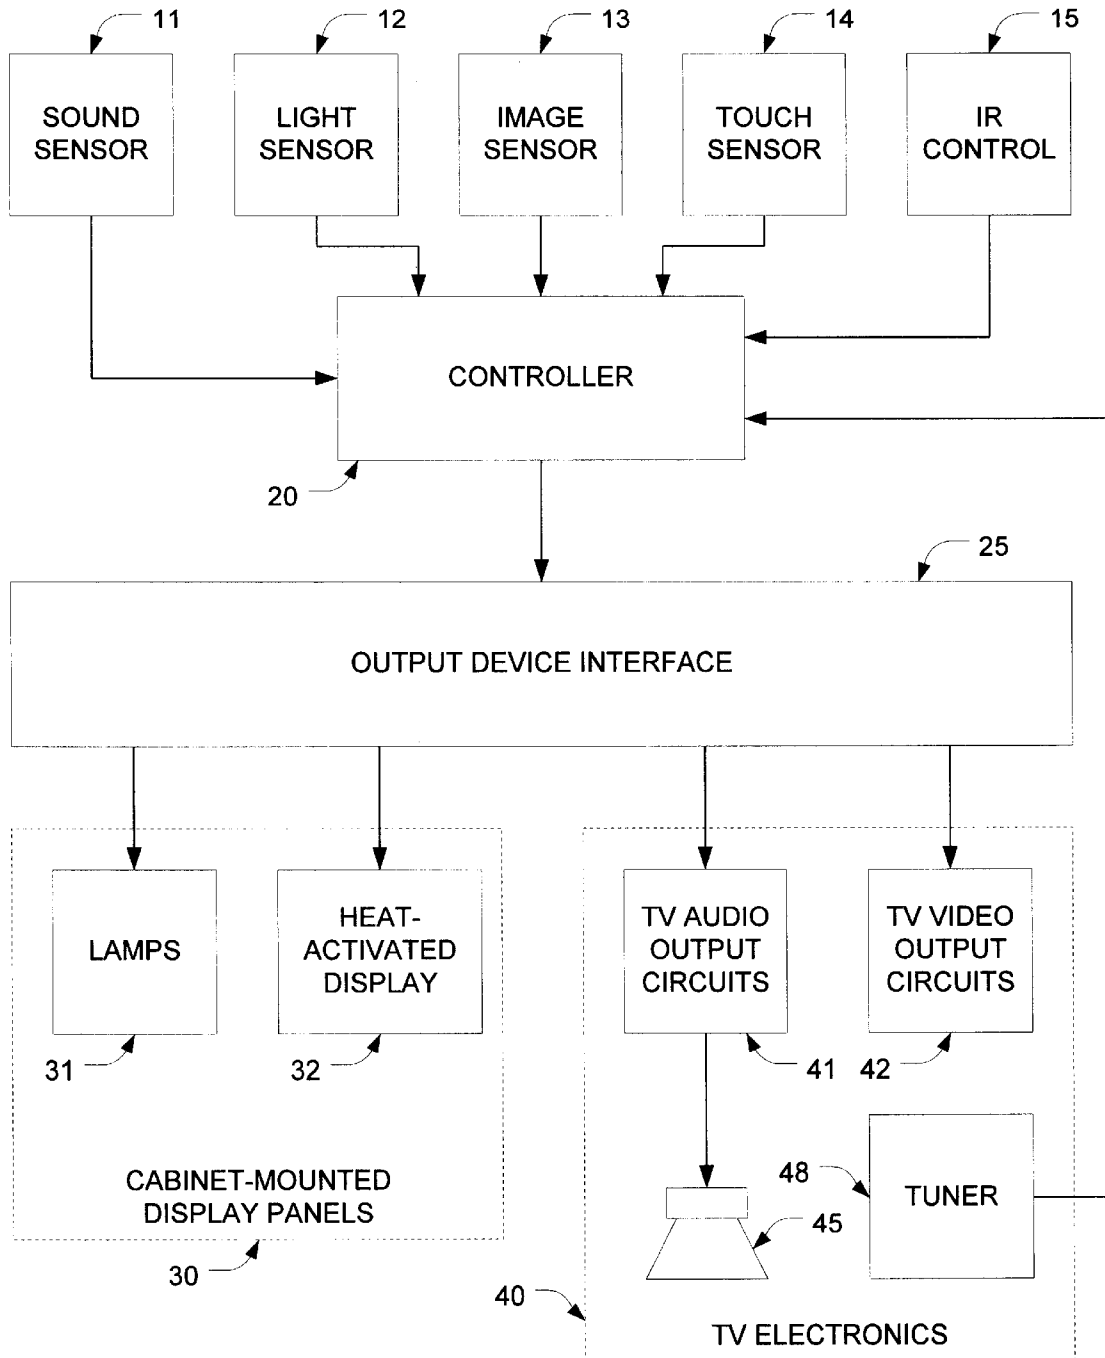 11
12
13
14
15
SOUND
SENSOR
LIGHT
SENSOR
IMAGE
SENSOR
TOUCH
SENSOR
IR
CONTROL
CONTROLLER
20
25
OUTPUT DEVICE INTERFACE
LAMPS
HEAT-
ACTIVATED
DISPLAY
TV AUDIO
OUTPUT
CIRCUITS
TV VIDEO
OUTPUT
CIRCUITS
31
32
41
42
CABINET-MOUNTED
DISPLAY PANELS
30
48
TUNER
45
40
TV ELECTRONICS